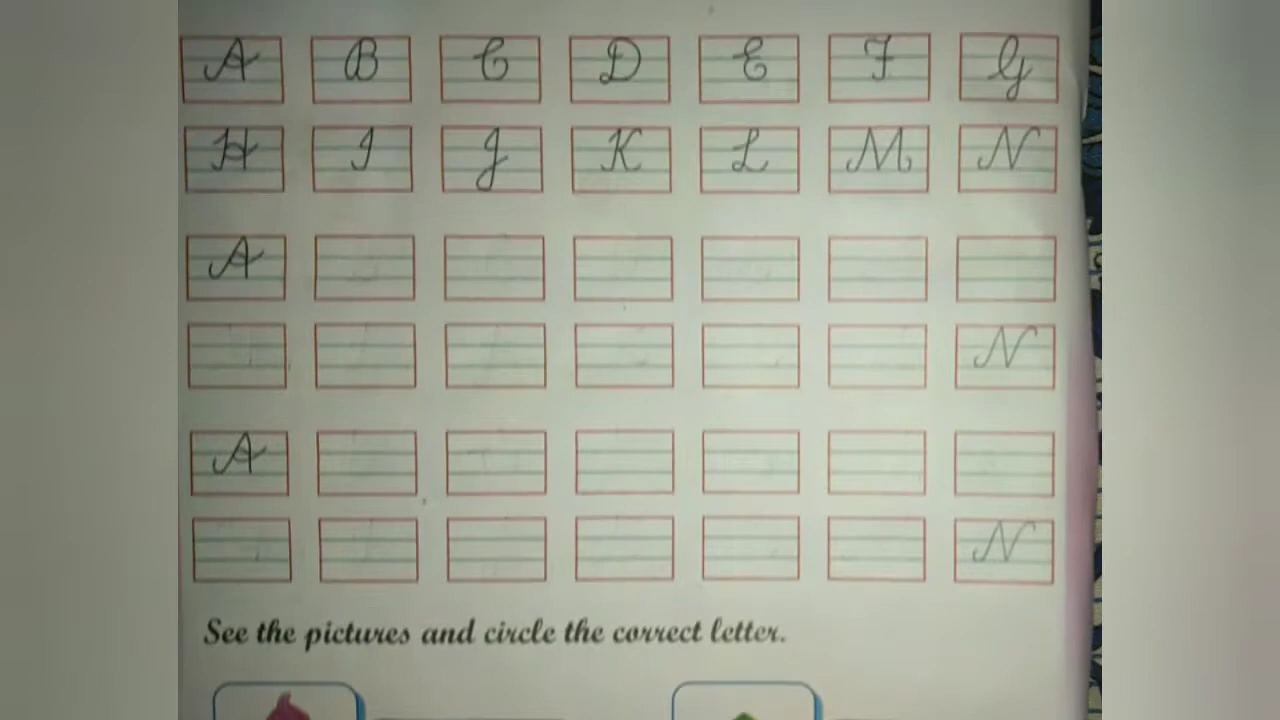 A B C D E F G
H I J K L M N
A
N
A
N
See the pictures and circle the correct letter.